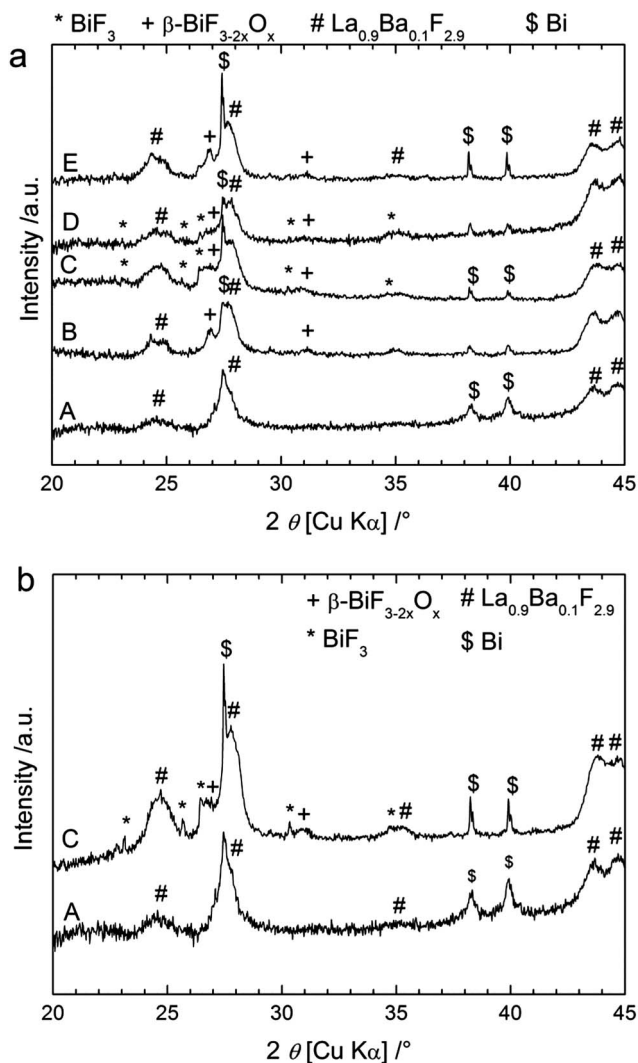 * BiF3 + β-BiF3-2xOx # La0.9Ba0.1F2.9 $ Bi
a
Intensity /a.u.
$
# # + + # $ $ # #
E
* # * * + $ # * + *
D
* # * * + * + * $ $ # #
C
$ #
# + +
B
#
# $ $ # #
A
20 25 30 35 40 45
2 θ [Cu Kα] /°
b
+ β-BiF3-2xOx # La0.9Ba0.1F2.9
* BiF3 $ Bi
Intensity /a.u.
$
#
* # * * + * + * # $ $ # #
C
# # # $ $ # #
A
20 25 30 35 40 45
2 θ [Cu Kα] /°